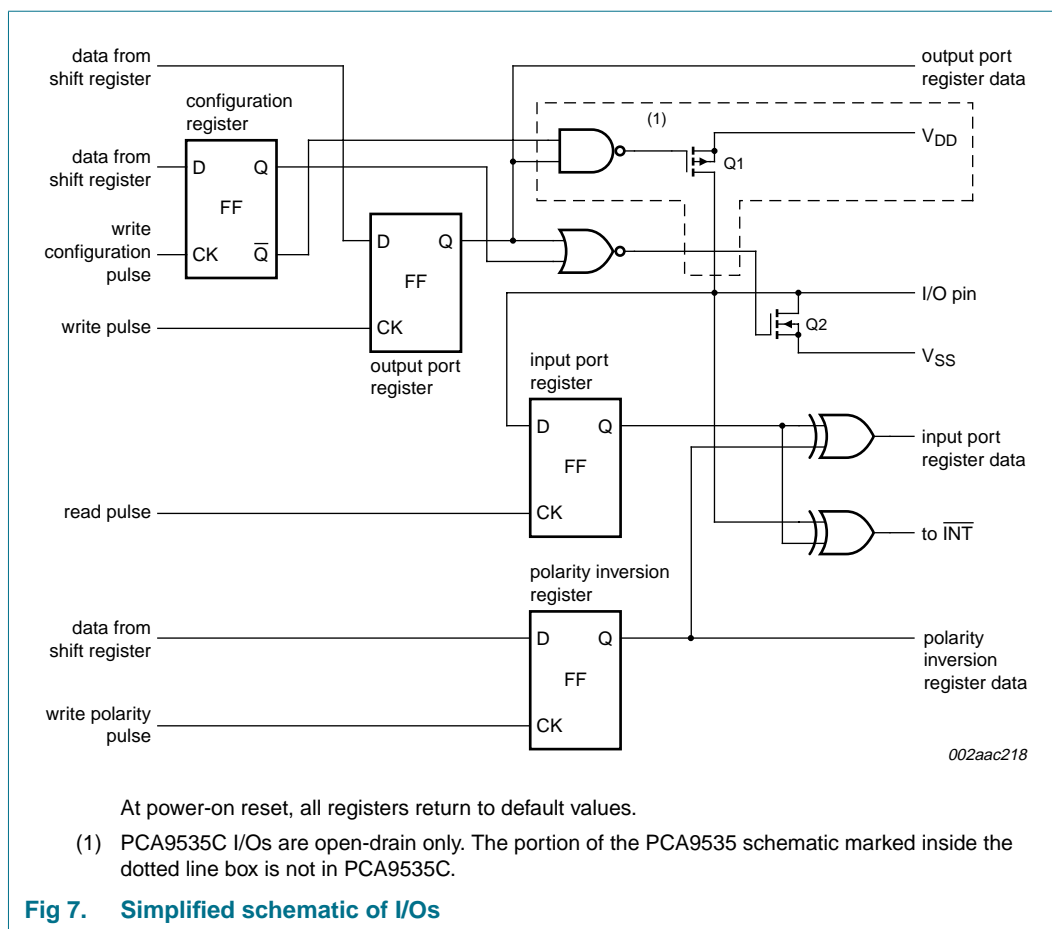 data from
shift register
output port
register data
configuration
register
(1)
VDD
Q1
data from
shift register
D
Q
FF
write
configuration
pulse
CK
Q̅
D
Q
FF
I/O pin
Q2
write pulse
CK
VSS
output port
register
input port
register
D
Q
FF
input port
register data
read pulse
CK
to I̅N̅T̅
polarity inversion
register
data from
shift register
D
Q
FF
polarity
inversion
register data
write polarity
pulse
CK
002aac218
At power-on reset, all registers return to default values.
(1) PCA9535C I/Os are open-drain only. The portion of the PCA9535 schematic marked inside the
dotted line box is not in PCA9535C.
Fig 7. Simplified schematic of I/Os